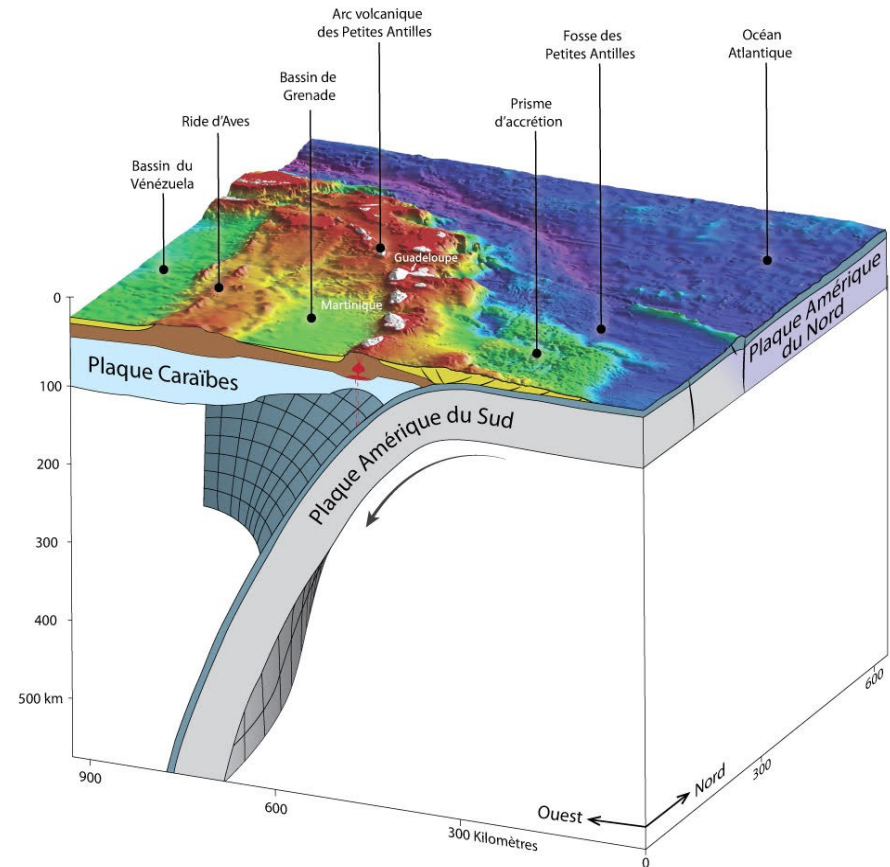 Arc volcanique
des Petites Antilles
Fosse des
Petites Antilles
Océan
Atlantique
Bassin de
Grenade
Prisme
d'accrétion
Ride d'Aves
Bassin du
Vénézuela
Guadeloupe
Martinique
Plaque Amérique
du Nord
Plaque Caraïbes
Plaque Amérique du Sud
0
100
200
300
400
500 km
900
600
300 Kilomètres
0
300
600
Ouest
Nord